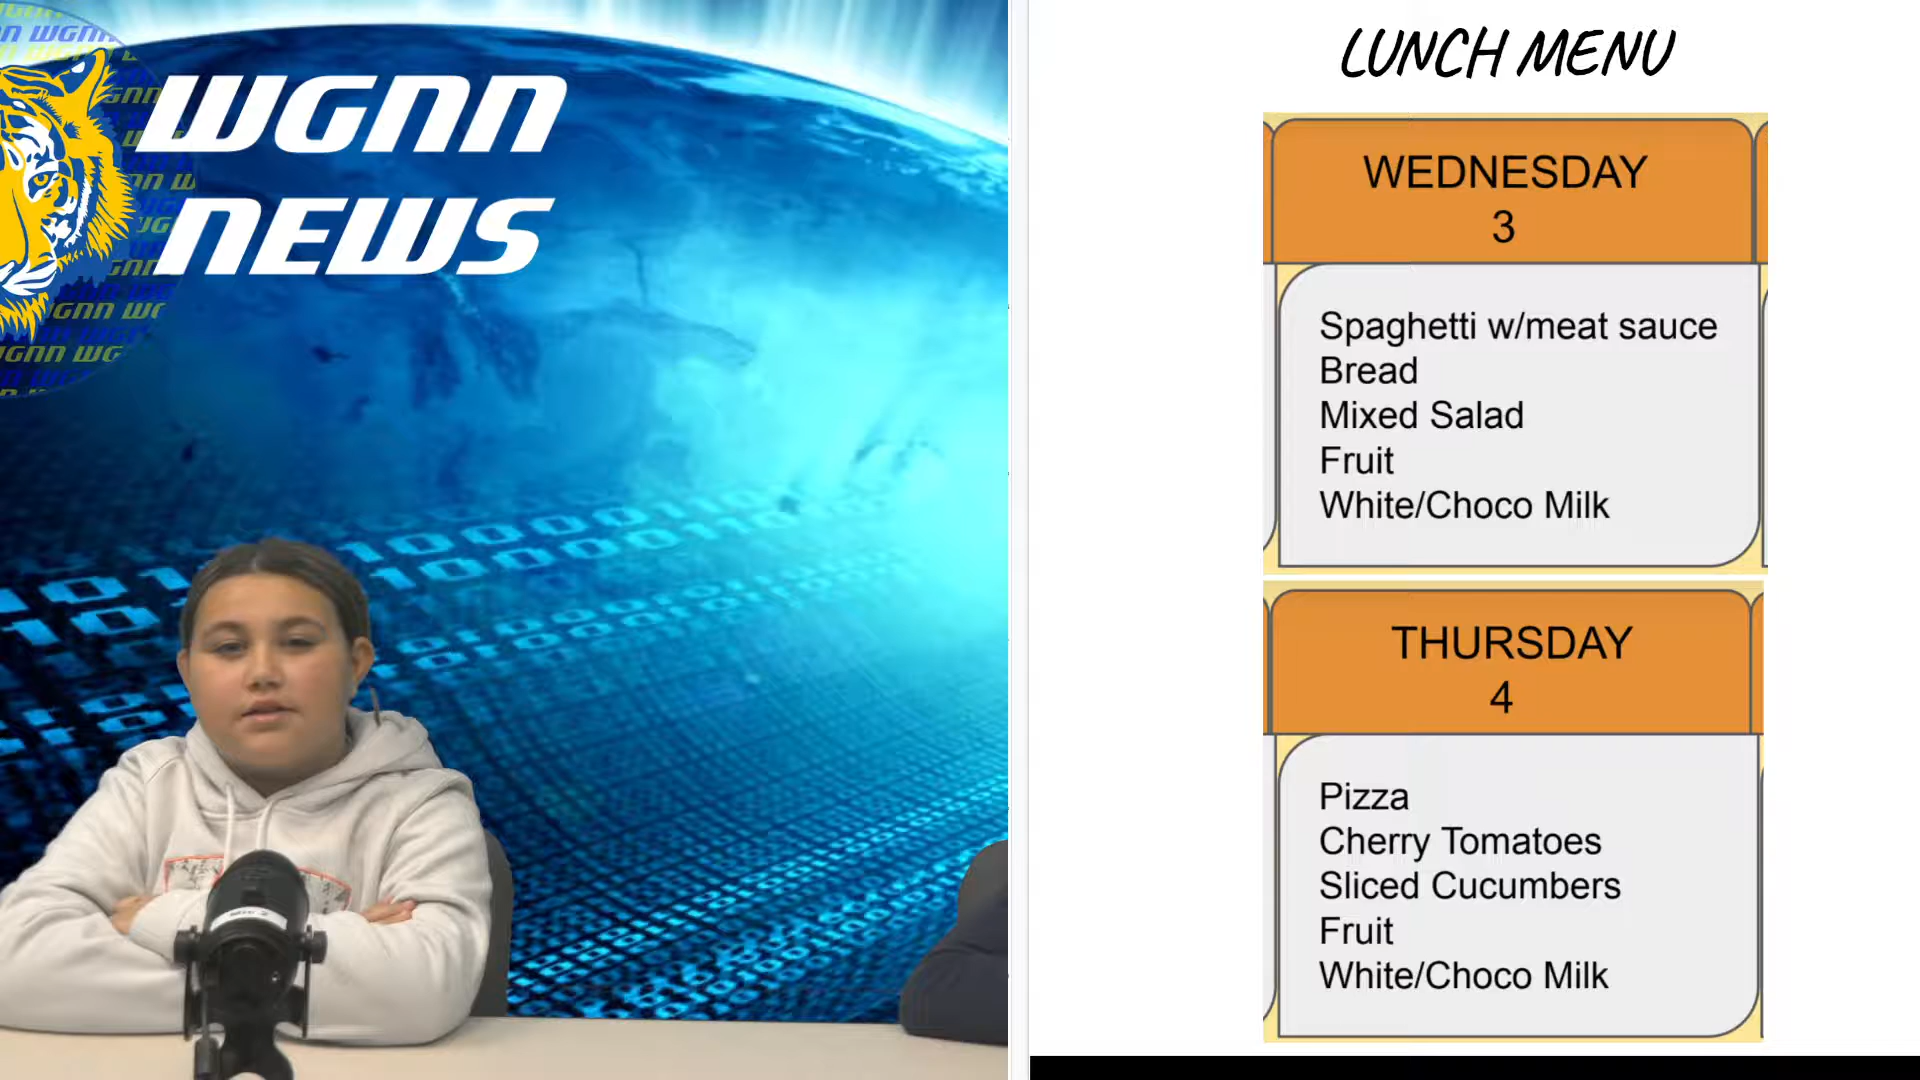 WGNN
NEWS
LUNCH MENU
WEDNESDAY
3
Spaghetti w/meat sauce
Bread
Mixed Salad
Fruit
White/Choco Milk
THURSDAY
4
Pizza
Cherry Tomatoes
Sliced Cucumbers
Fruit
White/Choco Milk